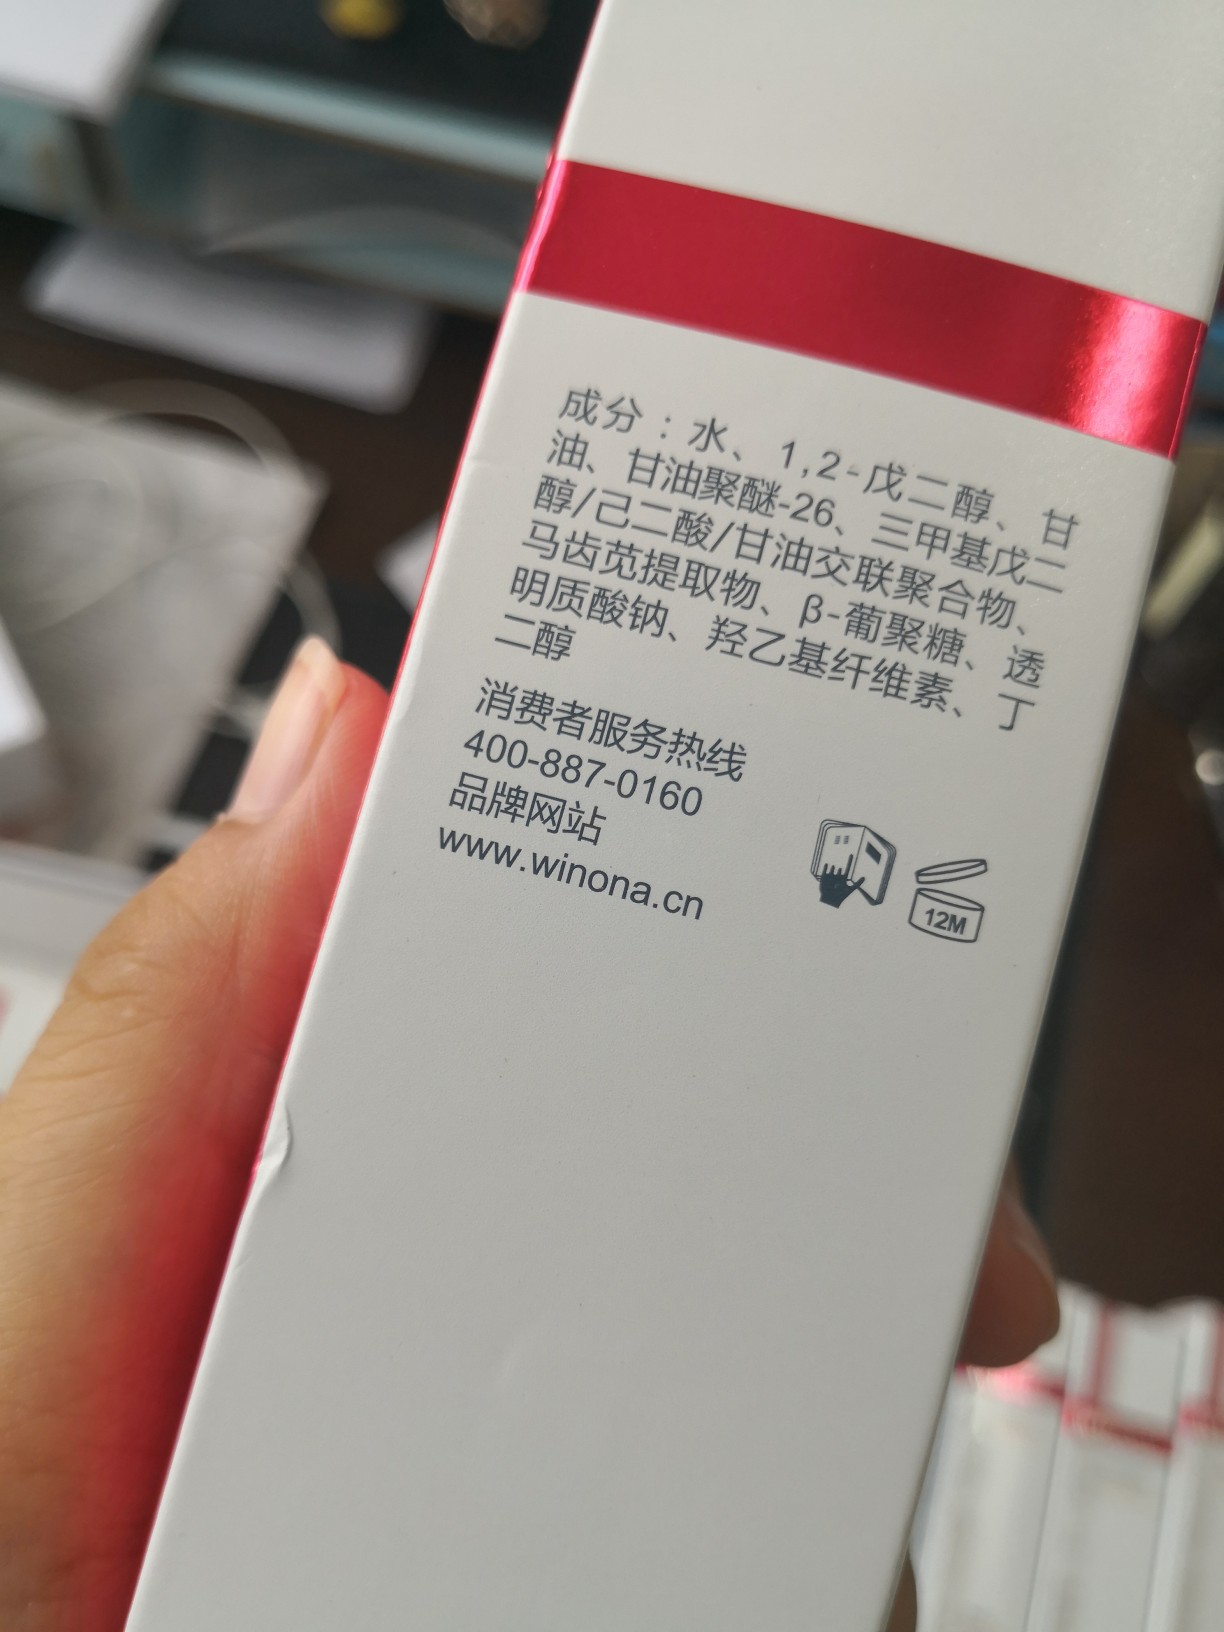 成分：水、1,2-戊二醇、甘
油、甘油聚醚-26、三甲基戊二
醇/己二酸/甘油交联聚合物、
马齿苋提取物、β-葡聚糖、透
明质酸钠、羟乙基纤维素、丁
二醇
消费者服务热线
400-887-0160
品牌网站
www.winona.cn
12M